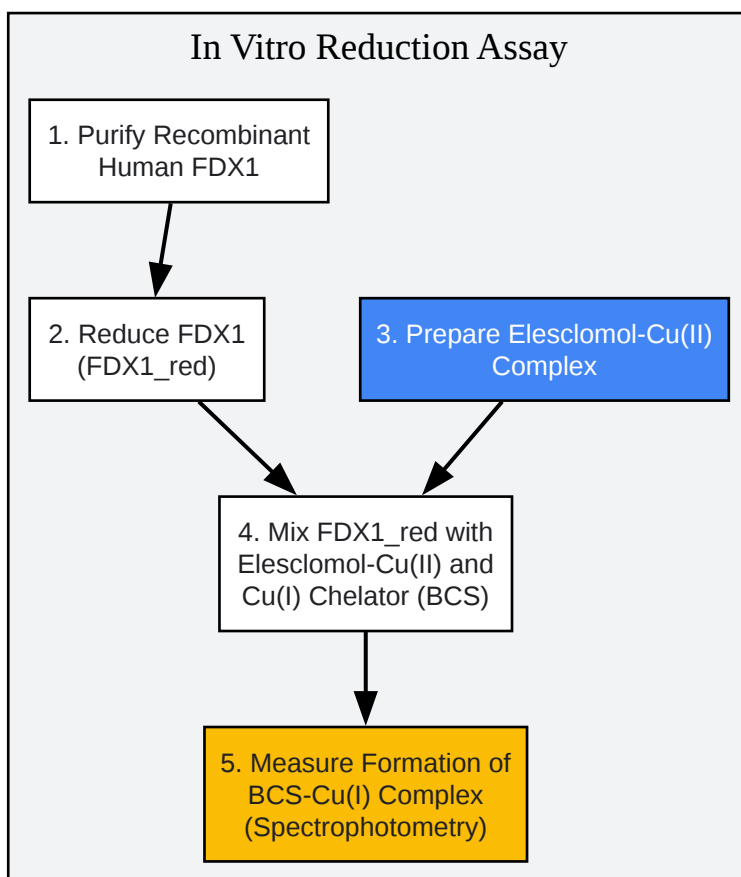 In Vitro Reduction Assay
1. Purify Recombinant
Human FDX1
2. Reduce FDX1
(FDX1_red)
3. Prepare Elesclomol-Cu(II)
Complex
4. Mix FDX1_red with
Elesclomol-Cu(II) and
Cu(I) Chelator (BCS)
5. Measure Formation of
BCS-Cu(I) Complex
(Spectrophotometry)